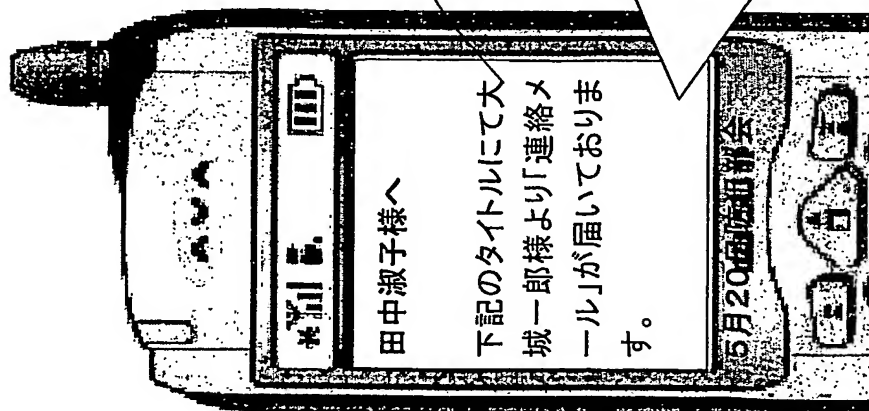 田中淑子様へ
下記のタイトルにて大
城一郎様より「連絡メ
ール」が届いておりま
す。
5月20日
部会